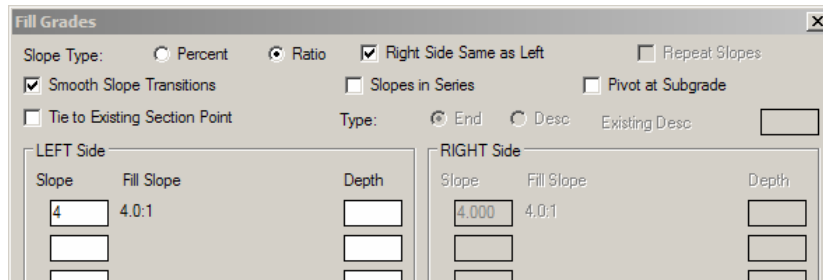 Fill Grades x
Slope Type: Percent Ratio Right Side Same as Left Repeat Slopes
Smooth Slope Transitions Slopes in Series Pivot at Subgrade
Tie to Existing Section Point Type: End Desc Existing Desc
LEFT Side RIGHT Side
Slope Fill Slope Depth Slope Fill Slope Depth
4 4.0:1 4.000 4.0:1